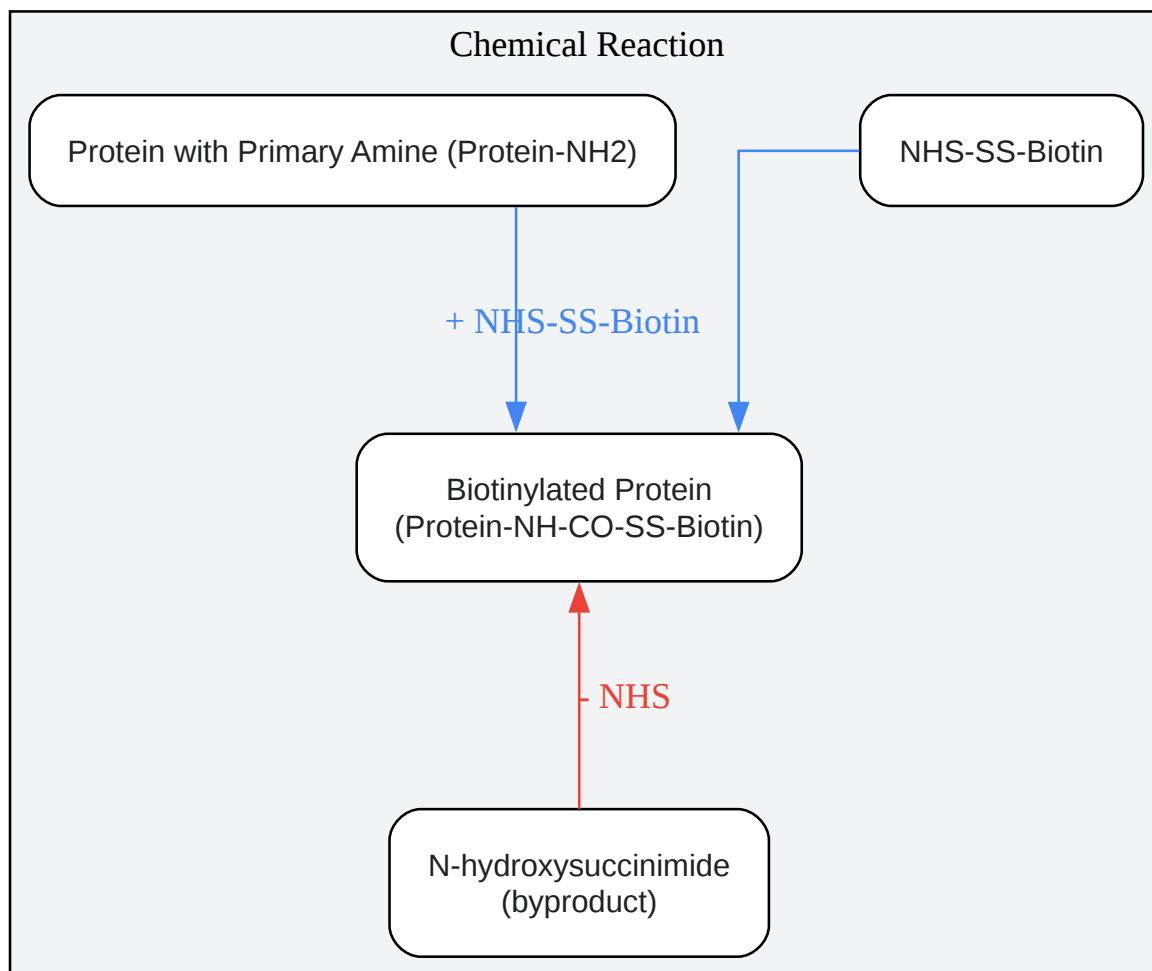 Chemical Reaction
Protein with Primary Amine (Protein-NH2)
NHS-SS-Biotin
+ NHS-SS-Biotin
Biotinylated Protein
(Protein-NH-CO-SS-Biotin)
- NHS
N-hydroxysuccinimide
(byproduct)